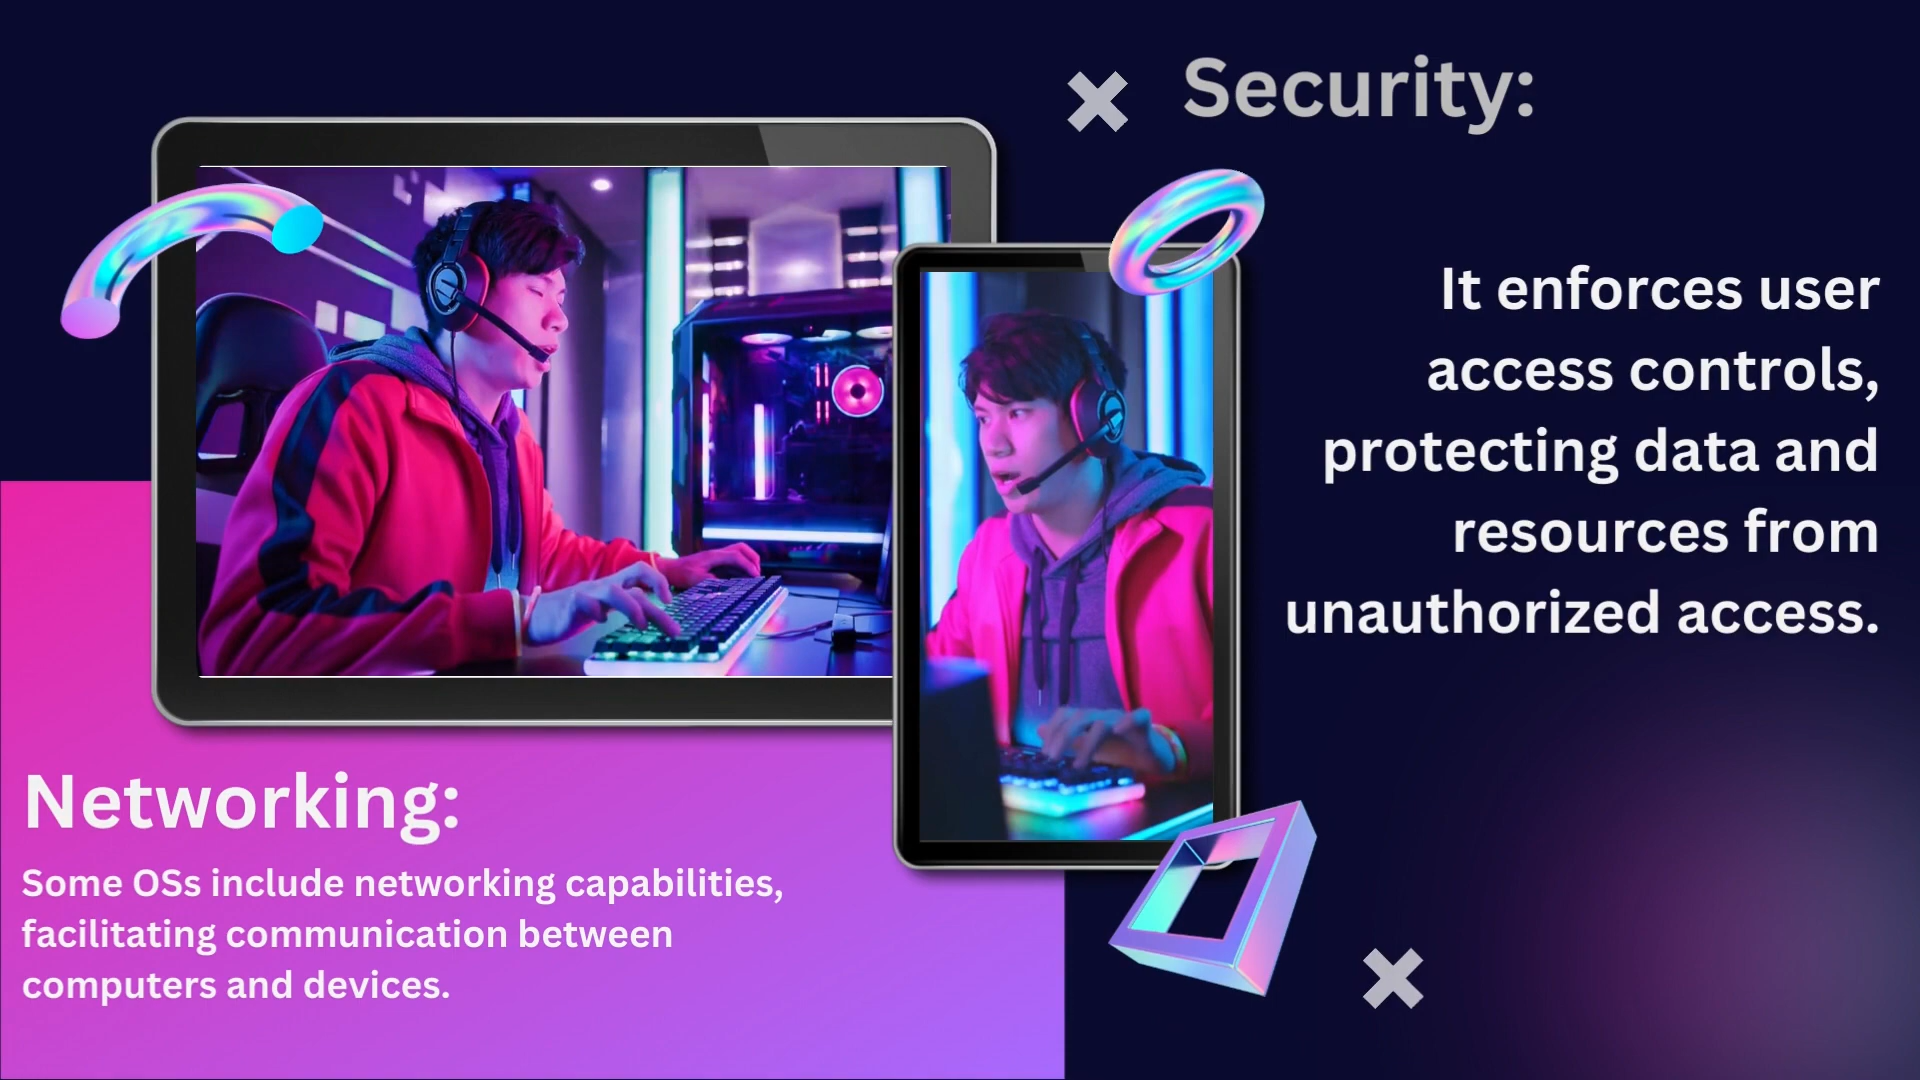 Security:
It enforces user
access controls,
protecting data and
resources from
unauthorized access.
Networking:
Some OSs include networking capabilities,
facilitating communication between
computers and devices.